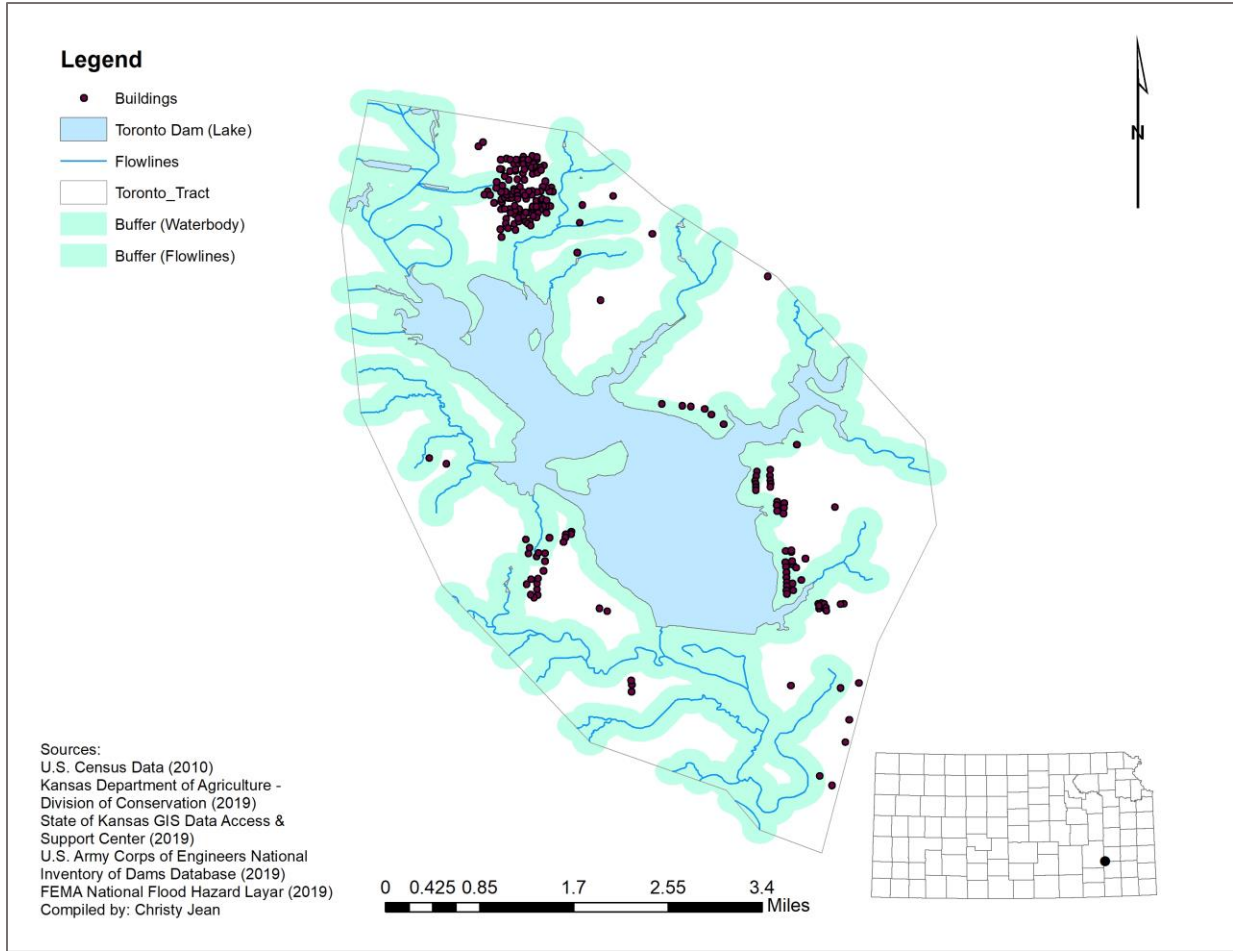 Legend
Buildings
Toronto Dam (Lake)
Flowlines
Toronto_Tract
Buffer (Waterbody)
Buffer (Flowlines)
N
Sources:
U.S. Census Data (2010)
Kansas Department of Agriculture -
Division of Conservation (2019)
State of Kansas GIS Data Access &
Support Center (2019)
U.S. Army Corps of Engineers National
Inventory of Dams Database (2019)
FEMA National Flood Hazard Layar (2019)
Compiled by: Christy Jean
0 0.425 0.85 1.7 2.55 3.4
Miles